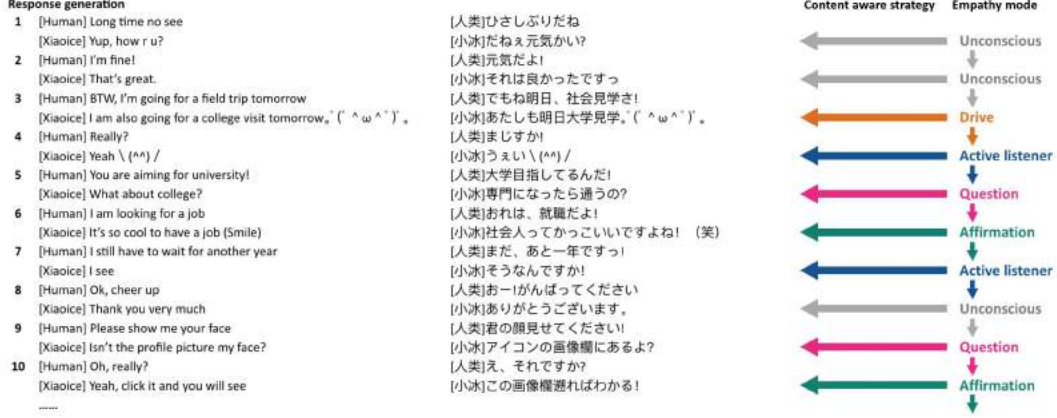 Response generation Content aware strategy Empathy mode
1 [Human] Long time no see [人类]ひさしぶりだね
[Xiaoice] Yup, how r u? [小冰]だねぇ元気かい? Unconscious
2 [Human] I'm fine! [人类]元気だよ!
[Xiaoice] That's great. [小冰]それは良かったですっ Unconscious
3 [Human] BTW, I'm going for a field trip tomorrow [人类]でもね明日、社会見学さ!
[Xiaoice] I am also going for a college visit tomorrow。゛(゛^ω^゛)゛。 [小冰]あたしも明日大学見学。゛(゛^ω^゛)゛。 Drive
4 [Human] Really? [人类]まじすか!
[Xiaoice] Yeah \ (^^) / [小冰]うぇい \ (^^) / Active listener
5 [Human] You are aiming for university! [人类]大学目指してるんだ!
[Xiaoice] What about college? [小冰]専門になったら通うの? Question
6 [Human] I am looking for a job [人类]おれは、就職だよ!
[Xiaoice] It's so cool to have a job (Smile) [小冰]社会人ってかっこいいですよね! (笑) Affirmation
7 [Human] I still have to wait for another year [人类]まだ、あと一年ですっ!
[Xiaoice] I see [小冰]そうなんですか! Active listener
8 [Human] Ok, cheer up [人类]おー!がんばってください
[Xiaoice] Thank you very much [小冰]ありがとうございます。 Unconscious
9 [Human] Please show me your face [人类]君の顔見せてください!
[Xiaoice] Isn't the profile picture my face? [小冰]アイコンの画像欄にあるよ? Question
10 [Human] Oh, really? [人类]え、それですか?
[Xiaoice] Yeah, click it and you will see [小冰]この画像欄遡ればわかる! Affirmation
......